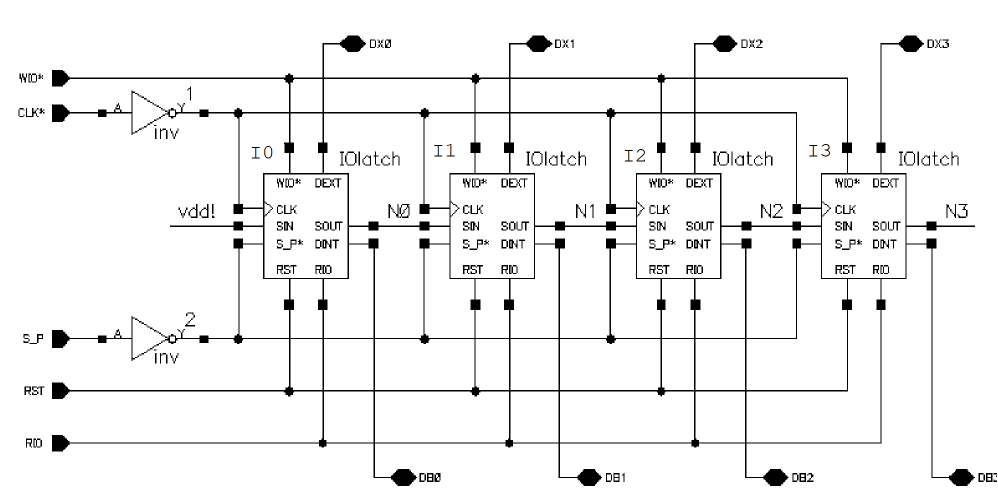 DX0 DX1 DX2 DX3
WIO*
CLK* A Y 1
inv
I0 IOlatch I1 IOlatch I2 IOlatch I3 IOlatch
WIO* DEXT WIO* DEXT WIO* DEXT WIO* DEXT
vdd! CLK N0 CLK N1 CLK N2 CLK N3
SIN SOUT SIN SOUT SIN SOUT SIN SOUT
S_P* DINT S_P* DINT S_P* DINT S_P* DINT
RST RIO RST RIO RST RIO RST RIO
S_P A Y 2
inv
RST
RIO
DB0 DB1 DB2 DB3